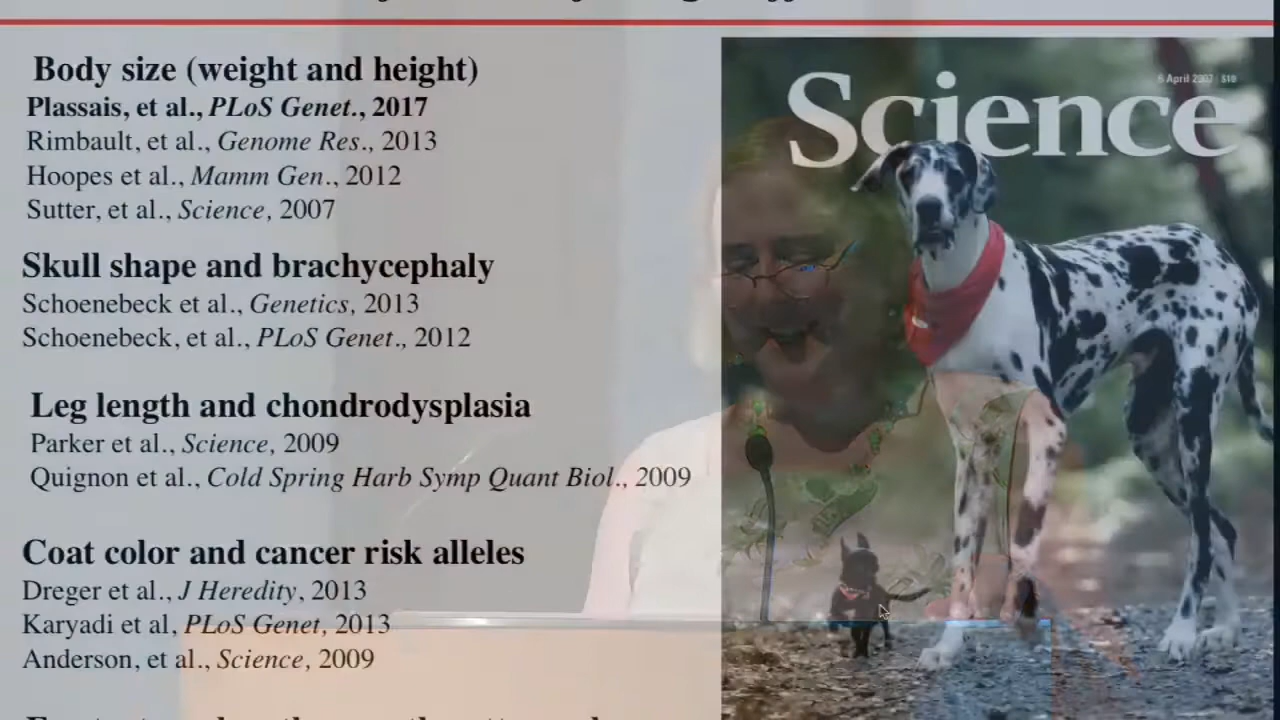 Body size (weight and height)
Plassais, et al., PLoS Genet., 2017
Rimbault, et al., Genome Res., 2013
Hoopes et al., Mamm Gen., 2012
Sutter, et al., Science, 2007
Skull shape and brachycephaly
Schoenebeck et al., Genetics, 2013
Schoenebeck, et al., PLoS Genet., 2012
Leg length and chondrodysplasia
Parker et al., Science, 2009
Quignon et al., Cold Spring Harb Symp Quant Biol., 2009
Coat color and cancer risk alleles
Dreger et al., J Heredity, 2013
Karyadi et al, PLoS Genet, 2013
Anderson, et al., Science, 2009
6 April 2007 $10
Science